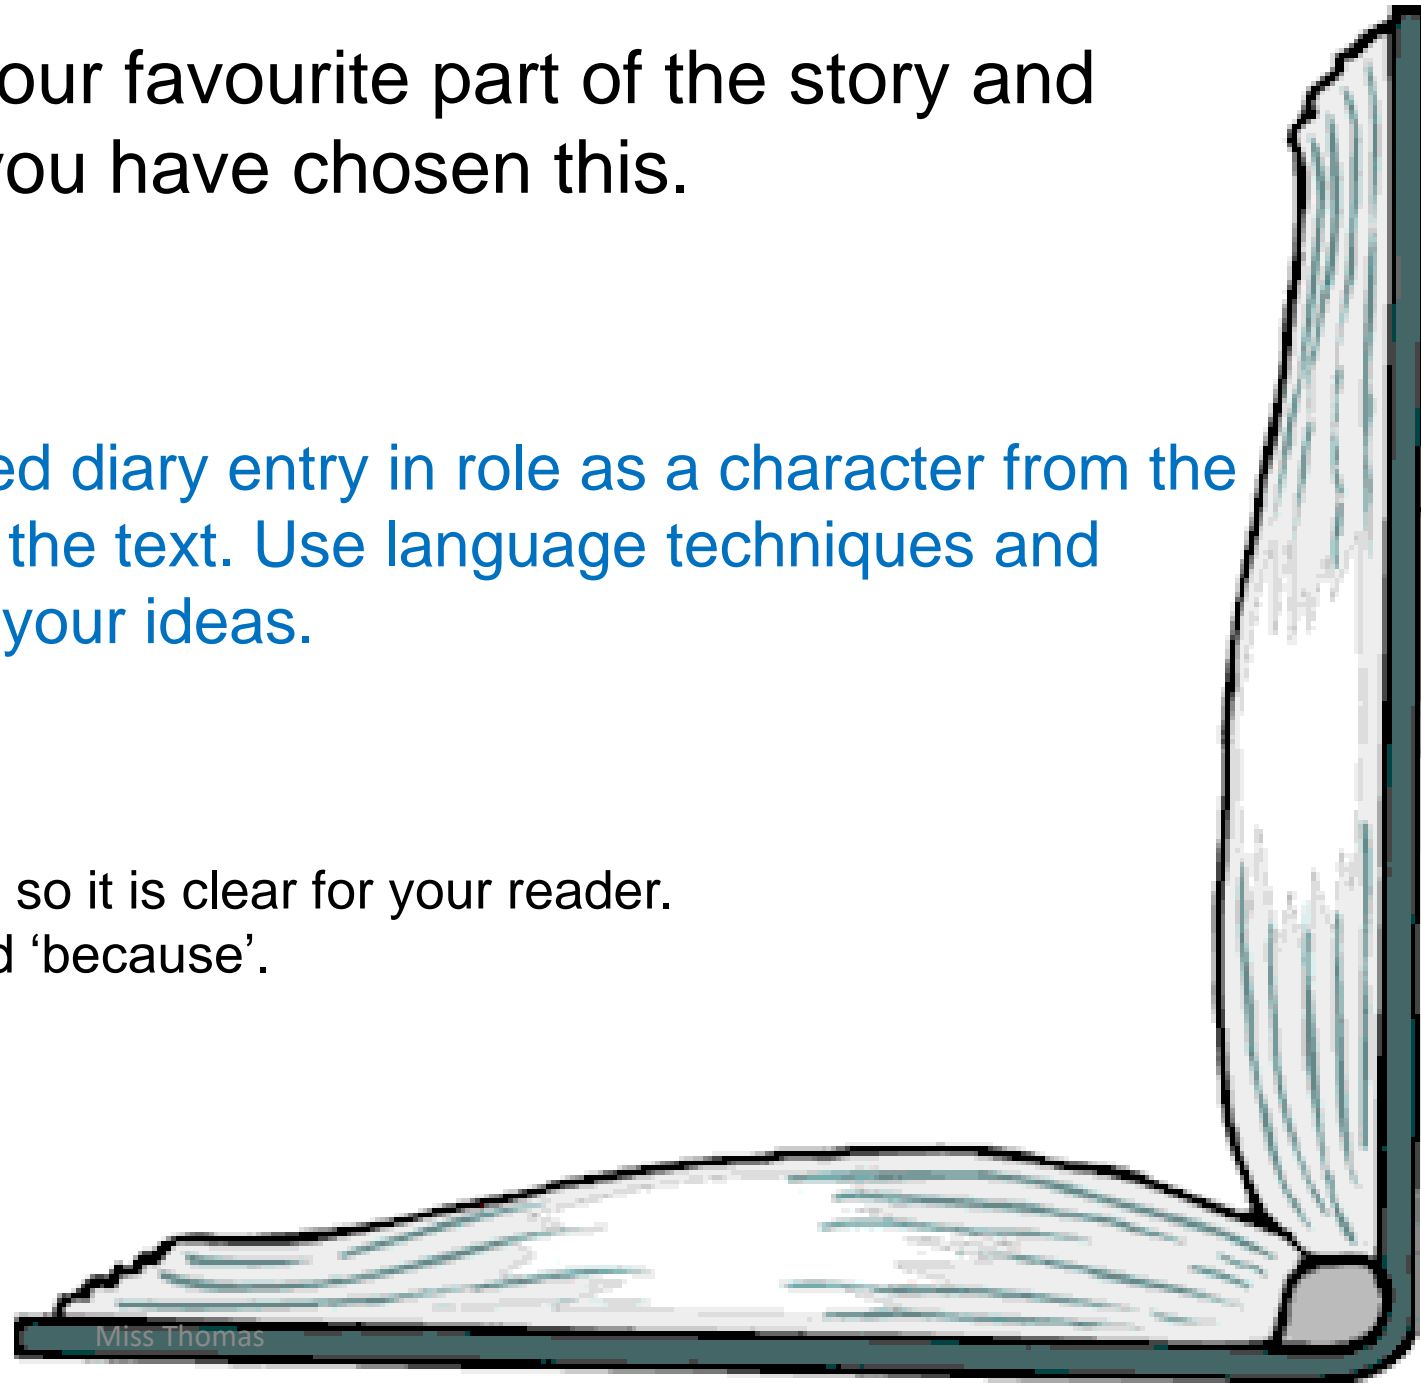 our favourite part of the story and
you have chosen this.
ed diary entry in role as a character from the
the text. Use language techniques and
your ideas.
so it is clear for your reader.
d ‘because’.
Miss Thomas